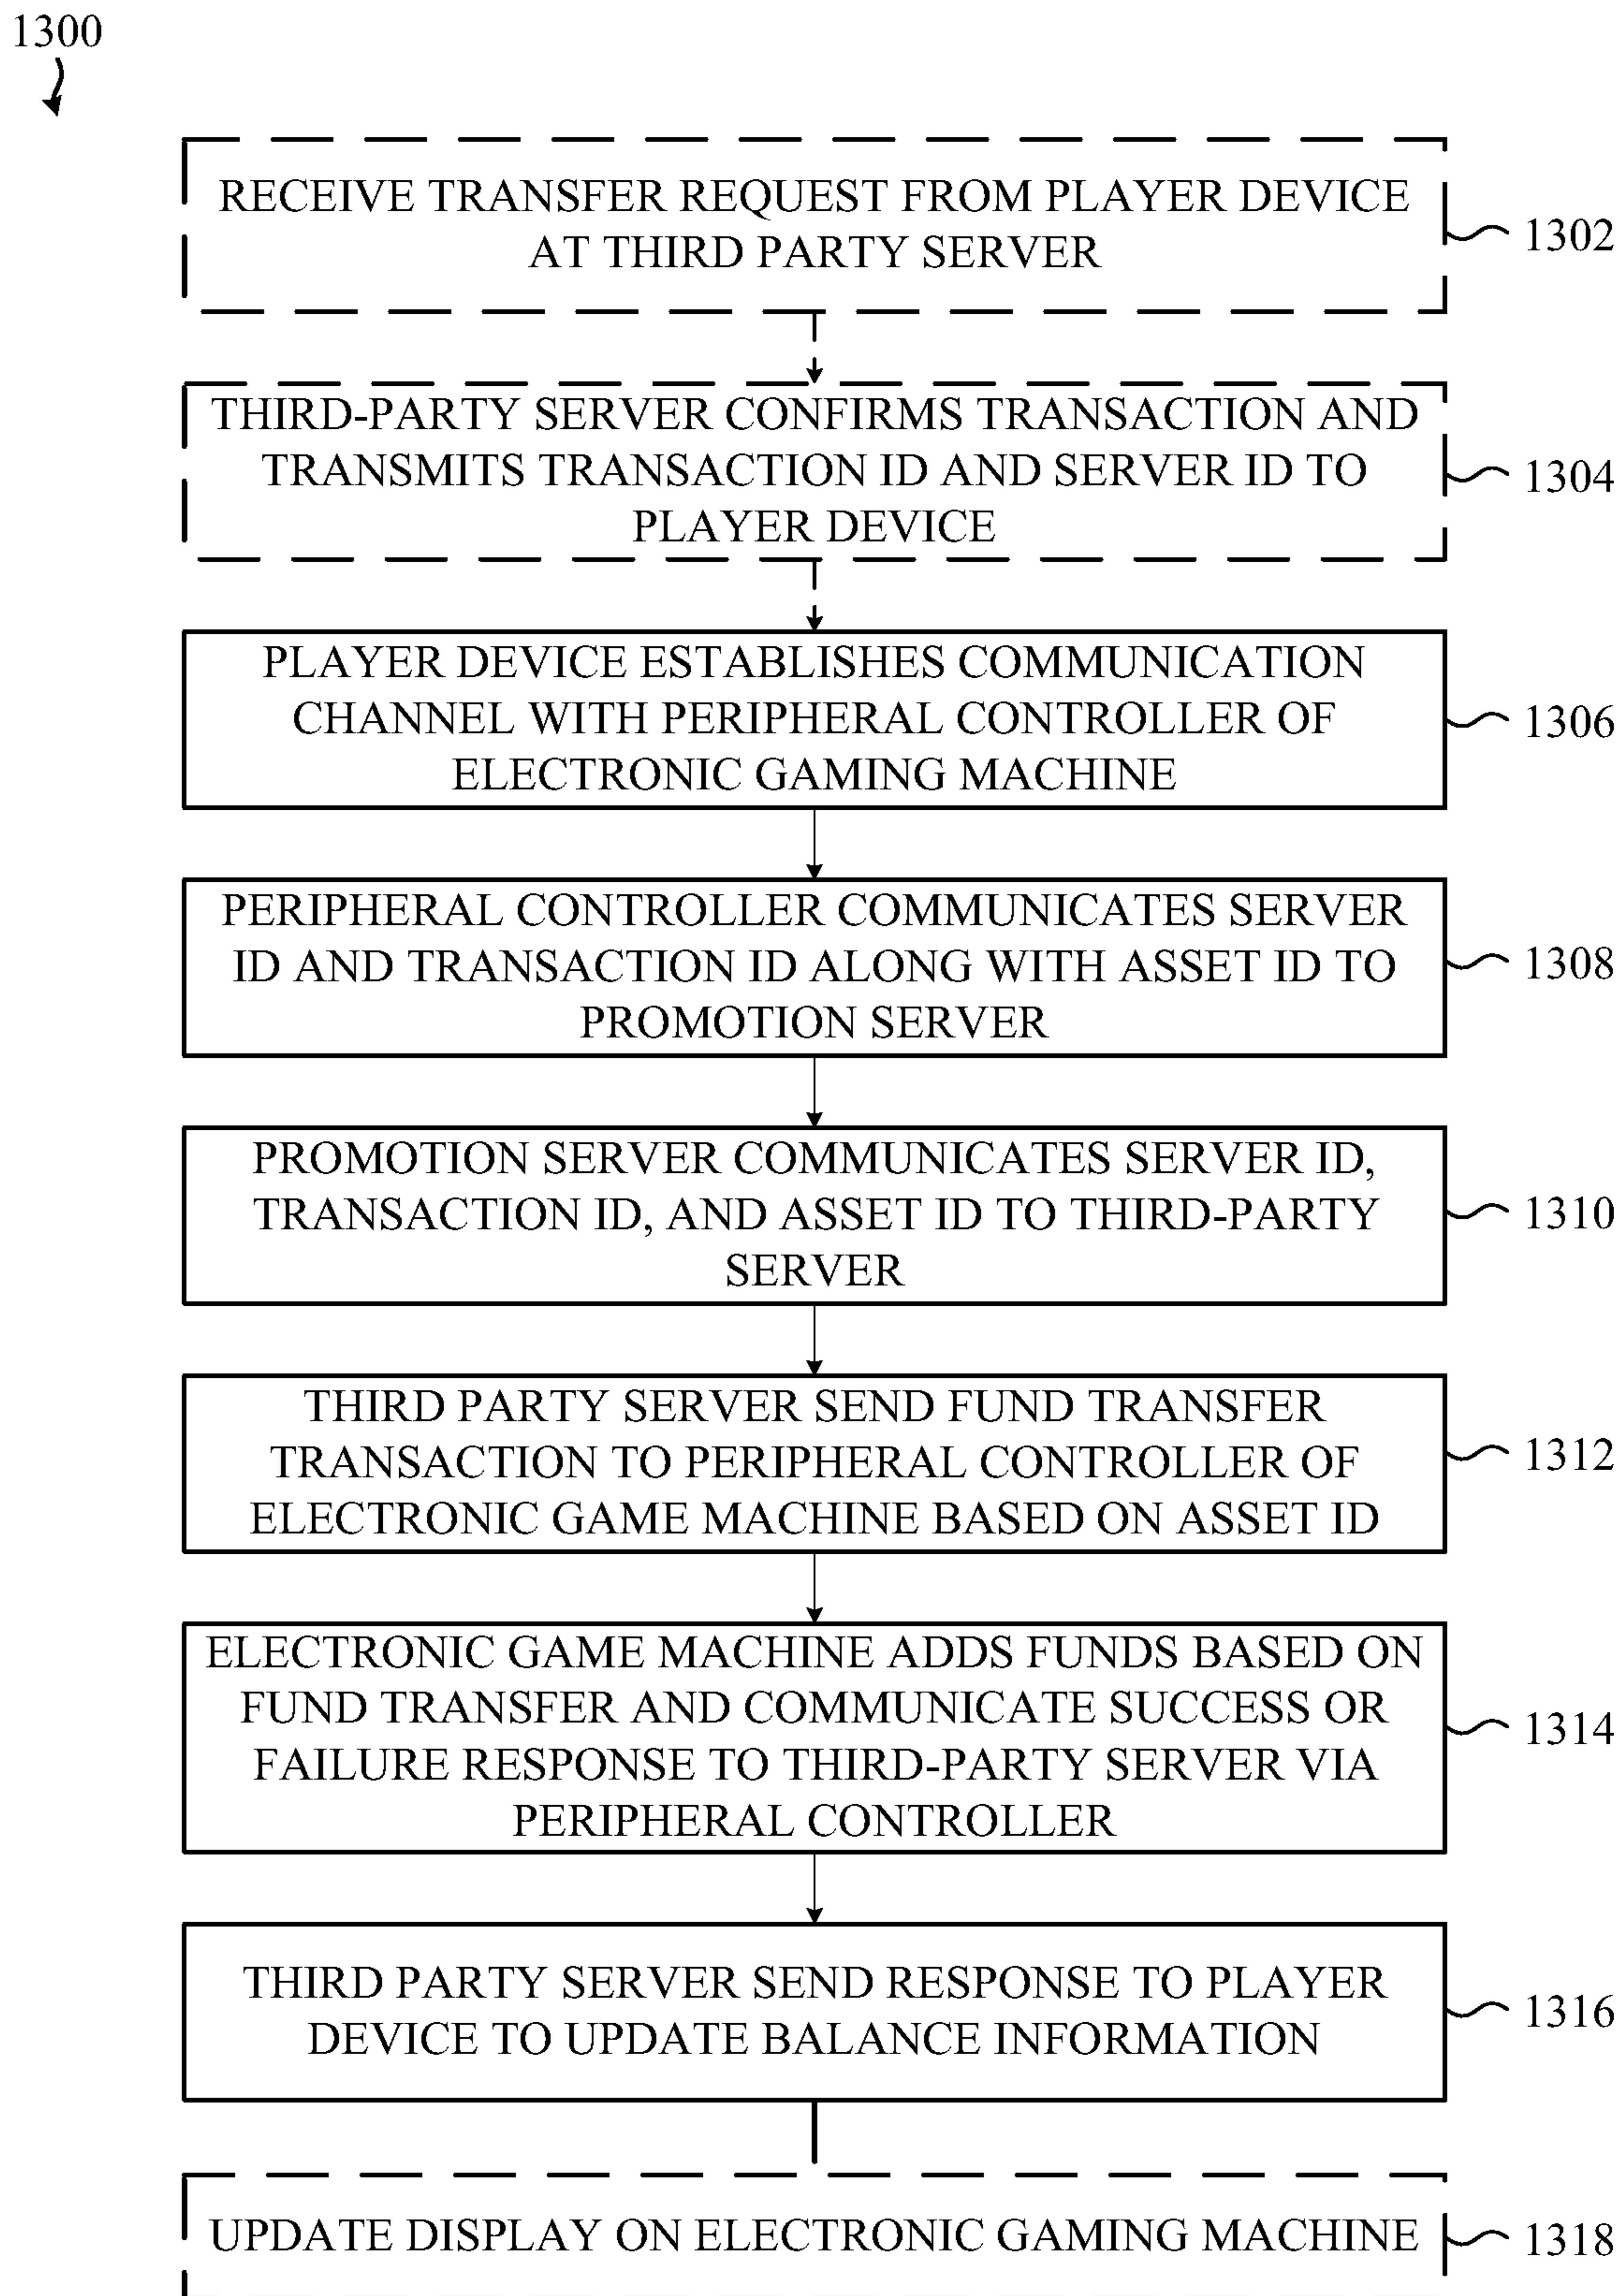 1300
RECEIVE TRANSFER REQUEST FROM PLAYER DEVICE
AT THIRD PARTY SERVER
1302
THIRD-PARTY SERVER CONFIRMS TRANSACTION AND
TRANSMITS TRANSACTION ID AND SERVER ID TO
PLAYER DEVICE
1304
PLAYER DEVICE ESTABLISHES COMMUNICATION
CHANNEL WITH PERIPHERAL CONTROLLER OF
ELECTRONIC GAMING MACHINE
1306
PERIPHERAL CONTROLLER COMMUNICATES SERVER
ID AND TRANSACTION ID ALONG WITH ASSET ID TO
PROMOTION SERVER
1308
PROMOTION SERVER COMMUNICATES SERVER ID,
TRANSACTION ID, AND ASSET ID TO THIRD-PARTY
SERVER
1310
THIRD PARTY SERVER SEND FUND TRANSFER
TRANSACTION TO PERIPHERAL CONTROLLER OF
ELECTRONIC GAME MACHINE BASED ON ASSET ID
1312
ELECTRONIC GAME MACHINE ADDS FUNDS BASED ON
FUND TRANSFER AND COMMUNICATE SUCCESS OR
FAILURE RESPONSE TO THIRD-PARTY SERVER VIA
PERIPHERAL CONTROLLER
1314
THIRD PARTY SERVER SEND RESPONSE TO PLAYER
DEVICE TO UPDATE BALANCE INFORMATION
1316
UPDATE DISPLAY ON ELECTRONIC GAMING MACHINE
1318